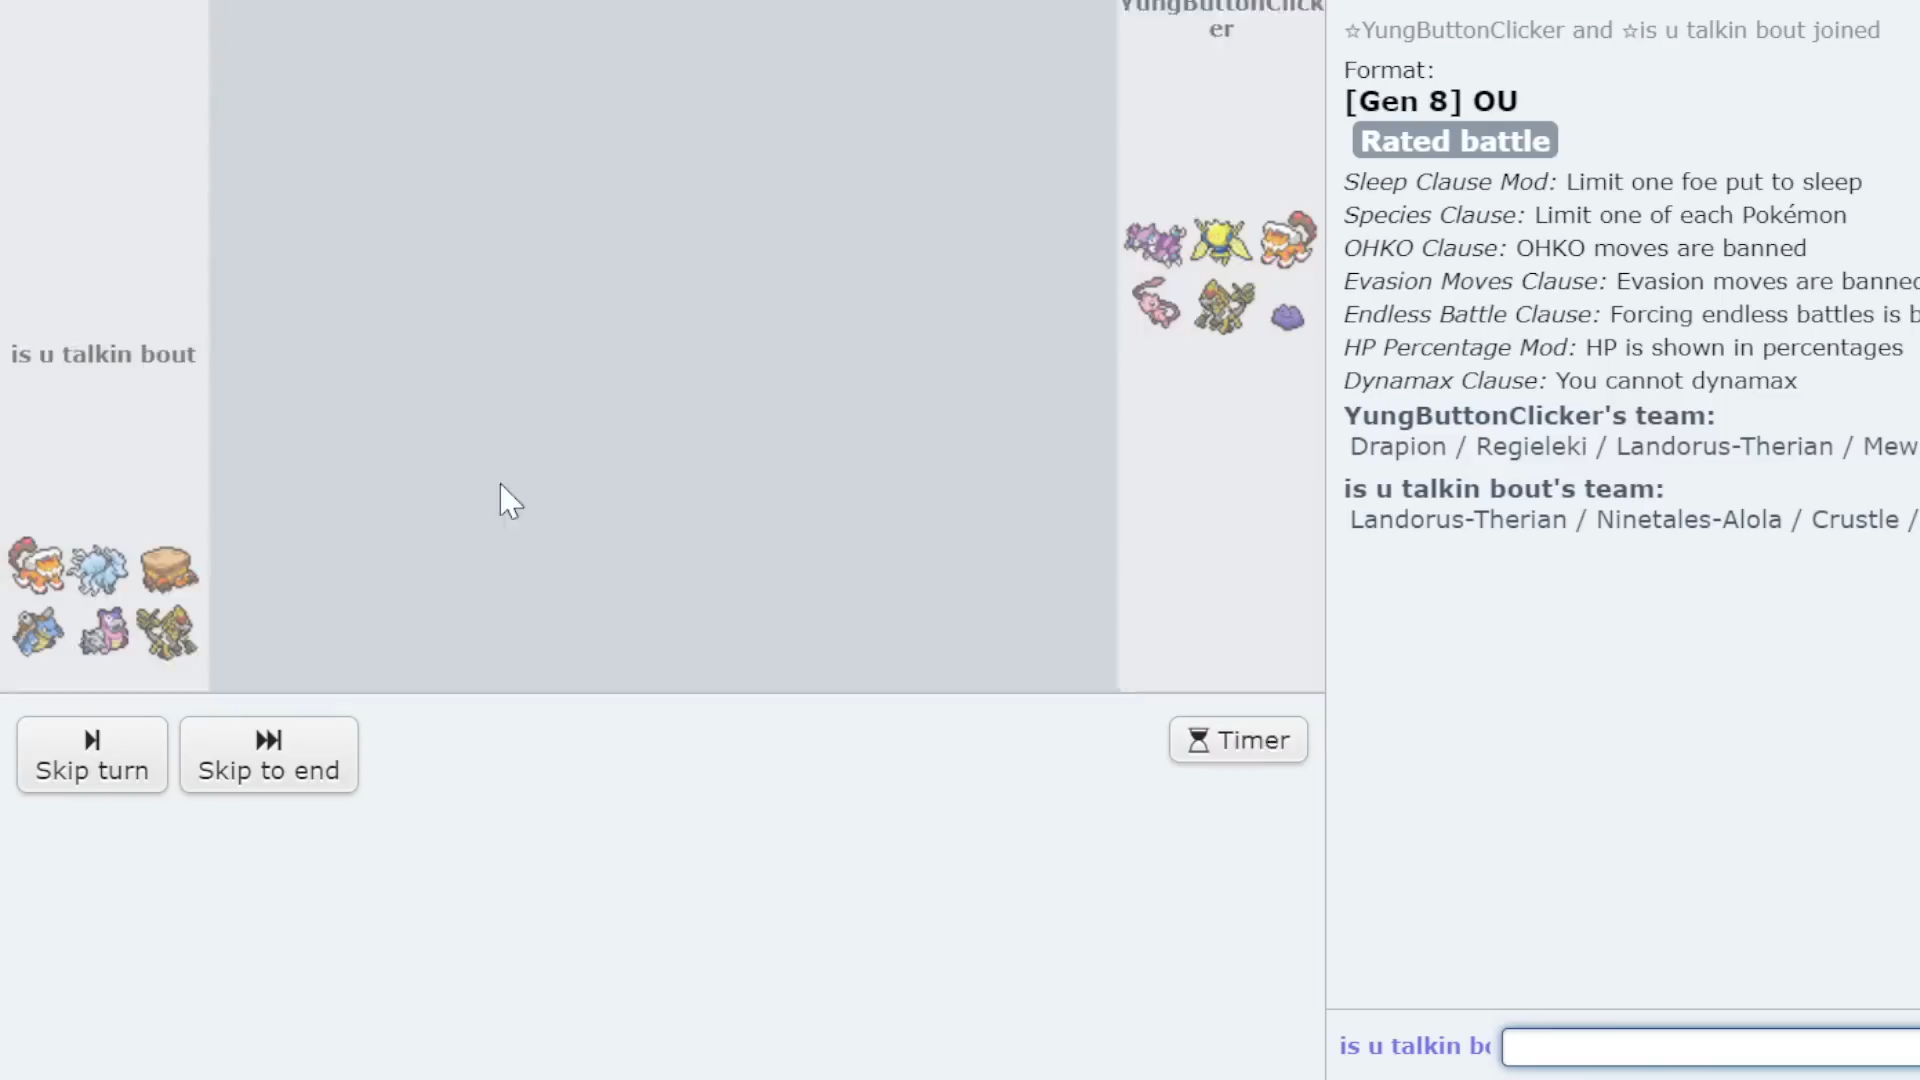 YungButtonClick
er
is u talkin bout
Skip turn
Skip to end
Timer
☆YungButtonClicker and ☆is u talkin bout joined
Format:
[Gen 8] OU
Rated battle
Sleep Clause Mod: Limit one foe put to sleep
Species Clause: Limit one of each Pokémon
OHKO Clause: OHKO moves are banned
Evasion Moves Clause: Evasion moves are banned
Endless Battle Clause: Forcing endless battles is b
HP Percentage Mod: HP is shown in percentages
Dynamax Clause: You cannot dynamax
YungButtonClicker's team:
Drapion / Regieleki / Landorus-Therian / Mew
is u talkin bout's team:
Landorus-Therian / Ninetales-Alola / Crustle /
is u talkin bo